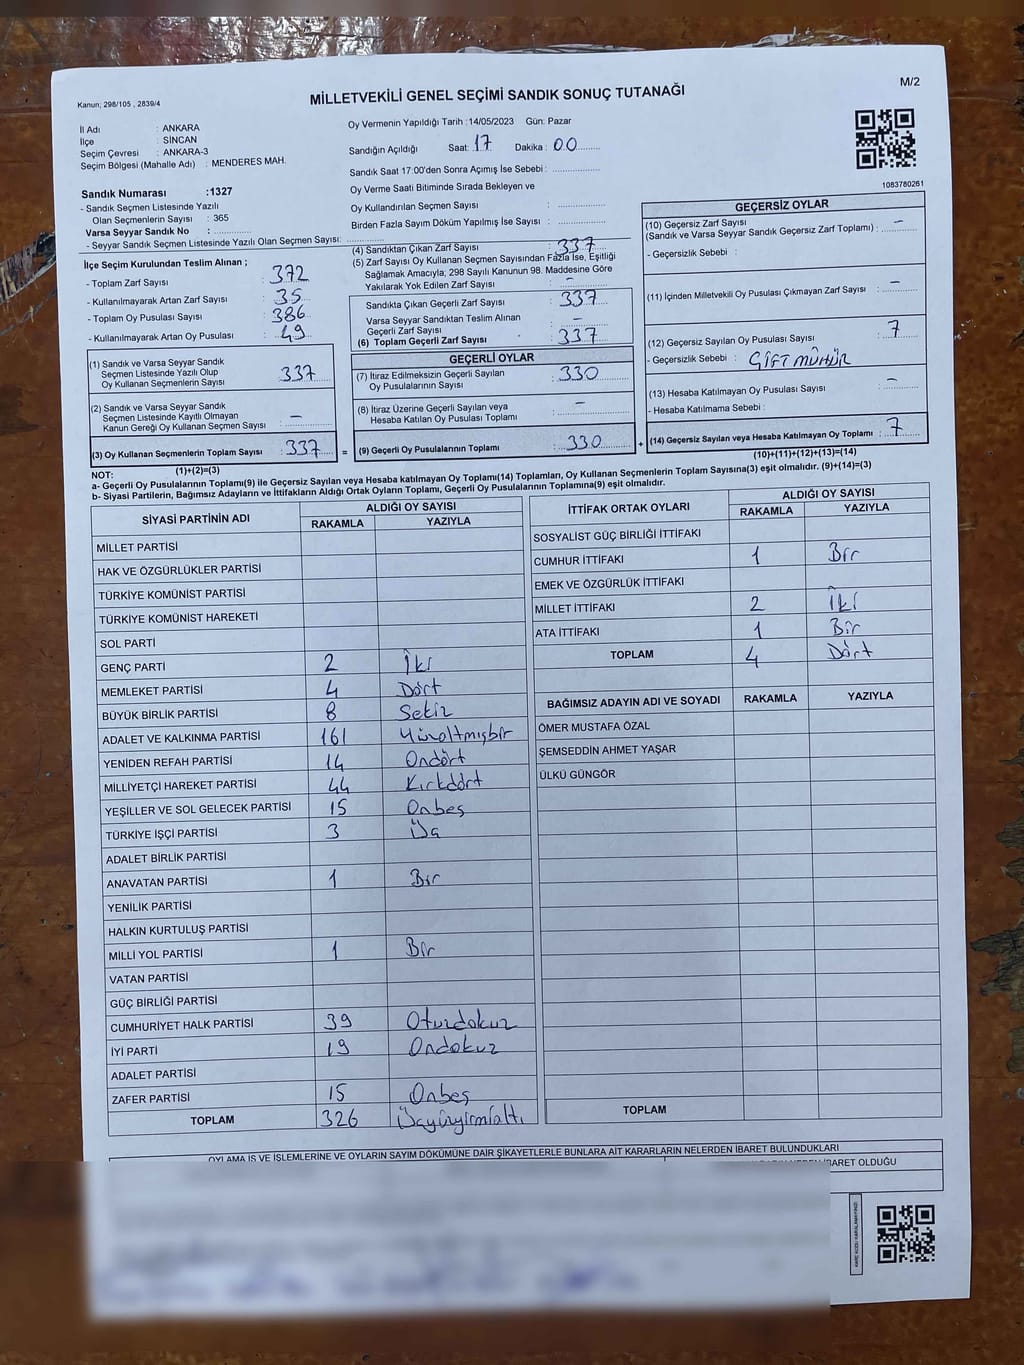 Kanun; 298/105 , 2839/4
MİLLETVEKİLİ GENEL SEÇİMİ SANDIK SONUÇ TUTANAĞI
M/2
İl Adı : ANKARA
İlçe : SİNCAN
Seçim Çevresi : ANKARA-3
Seçim Bölgesi (Mahalle Adı) : MENDERES MAH.
Sandık Numarası :1327
- Sandık Seçmen Listesinde Yazılı
Olan Seçmenlerin Sayısı : 365
Varsa Seyyar Sandık No :
- Seyyar Sandık Seçmen Listesinde Yazılı Olan Seçmen Sayısı:
Oy Vermenin Yapıldığı Tarih :14/05/2023 Gün: Pazar
Sandığın Açıldığı Saat: 17 Dakika : 00
Sandık Saat 17:00'den Sonra Açımış İse Sebebi :
Oy Verme Saati Bitiminde Sırada Bekleyen ve
Oy Kullandırılan Seçmen Sayısı :
Birden Fazla Sayım Döküm Yapılmış İse Sayısı :
1083780261
İlçe Seçim Kurulundan Teslim Alınan ;
- Toplam Zarf Sayısı : 372
- Kullanılmayarak Artan Zarf Sayısı : 35
- Toplam Oy Pusulası Sayısı : 386
- Kullanılmayarak Artan Oy Pusulası : 49
(1) Sandık ve Varsa Seyyar Sandık
Seçmen Listesinde Yazılı Olup
Oy Kullanan Seçmenlerin Sayısı : 337
(2) Sandık ve Varsa Seyyar Sandık
Seçmen Listesinde Kayıtlı Olmayan
Kanun Gereği Oy Kullanan Seçmen Sayısı : -
(3) Oy Kullanan Seçmenlerin Toplam Sayısı : 337
(1)+(2)=(3)
(4) Sandıktan Çıkan Zarf Sayısı : 337
(5) Zarf Sayısı Oy Kullanan Seçmen Sayısından Fazla İse, Eşitliği
Sağlamak Amacıyla; 298 Sayılı Kanunun 98. Maddesine Göre
Yakılarak Yok Edilen Zarf Sayısı : -
Sandıkta Çıkan Geçerli Zarf Sayısı : 337
Varsa Seyyar Sandıktan Teslim Alınan
Geçerli Zarf Sayısı : -
(6) Toplam Geçerli Zarf Sayısı : 337
GEÇERLİ OYLAR
(7) İtiraz Edilmeksizin Geçerli Sayılan
Oy Pusulalarının Sayısı : 330
(8) İtiraz Üzerine Geçerli Sayılan veya
Hesaba Katılan Oy Pusulası Toplamı : -
= (9) Geçerli Oy Pusulalarının Toplamı : 330 +
GEÇERSİZ OYLAR
(10) Geçersiz Zarf Sayısı
(Sandık ve Varsa Seyyar Sandık Geçersiz Zarf Toplamı) : -
- Geçersizlik Sebebi :
(11) İçinden Milletvekili Oy Pusulası Çıkmayan Zarf Sayısı : -
(12) Geçersiz Sayılan Oy Pusulası Sayısı : 7
- Geçersizlik Sebebi : ÇİFT MÜHÜR
(13) Hesaba Katılmayan Oy Pusulası Sayısı : -
- Hesaba Katılmama Sebebi :
(14) Geçersiz Sayılan veya Hesaba Katılmayan Oy Toplamı : 7
(10)+(11)+(12)+(13)=(14)
NOT:
a- Geçerli Oy Pusulalarının Toplamı(9) ile Geçersiz Sayılan veya Hesaba katılmayan Oy Toplamı(14) Toplamları, Oy Kullanan Seçmenlerin Toplam Sayısına(3) eşit olmalıdır. (9)+(14)=(3)
b- Siyasi Partilerin, Bağımsız Adayların ve İttifakların Aldığı Ortak Oyların Toplamı, Geçerli Oy Pusulalarının Toplamına(9) eşit olmalıdır.
SİYASİ PARTİNİN ADI ALDIĞI OY SAYISI
RAKAMLA YAZIYLA
MİLLET PARTİSİ
HAK VE ÖZGÜRLÜKLER PARTİSİ
TÜRKİYE KOMÜNİST PARTİSİ
TÜRKİYE KOMÜNİST HAREKETİ
SOL PARTİ
GENÇ PARTİ 2 İki
MEMLEKET PARTİSİ 4 Dört
BÜYÜK BİRLİK PARTİSİ 8 Sekiz
ADALET VE KALKINMA PARTİSİ 161 Yüzaltmışbir
YENİDEN REFAH PARTİSİ 14 Ondört
MİLLİYETÇİ HAREKET PARTİSİ 44 Kırkdört
YEŞİLLER VE SOL GELECEK PARTİSİ 15 Onbeş
TÜRKİYE İŞÇİ PARTİSİ 3 Üç
ADALET BİRLİK PARTİSİ
ANAVATAN PARTİSİ 1 Bir
YENİLİK PARTİSİ
HALKIN KURTULUŞ PARTİSİ
MİLLİ YOL PARTİSİ 1 Bir
VATAN PARTİSİ
GÜÇ BİRLİĞİ PARTİSİ
CUMHURİYET HALK PARTİSİ 39 Otuzdokuz
İYİ PARTİ 19 Ondokuz
ADALET PARTİSİ
ZAFER PARTİSİ 15 Onbeş
TOPLAM 326 Üçyüzyirmialtı
İTTİFAK ORTAK OYLARI ALDIĞI OY SAYISI
RAKAMLA YAZIYLA
SOSYALİST GÜÇ BİRLİĞİ İTTİFAKI
CUMHUR İTTİFAKI 1 Bir
EMEK VE ÖZGÜRLÜK İTTİFAKI
MİLLET İTTİFAKI 2 İki
ATA İTTİFAKI 1 Bir
TOPLAM 4 Dört
BAĞIMSIZ ADAYIN ADI VE SOYADI RAKAMLA YAZIYLA
ÖMER MUSTAFA ÖZAL
ŞEMSEDDİN AHMET YAŞAR
ÜLKÜ GÜNGÖR
TOPLAM
OYLAMA İŞ VE İŞLEMLERİNE VE OYLARIN SAYIM DÖKÜMÜNE DAİR ŞİKAYETLERLE BUNLARA AİT KARARLARIN NELERDEN İBARET BULUNDUKLARI
İBARET OLDUĞU